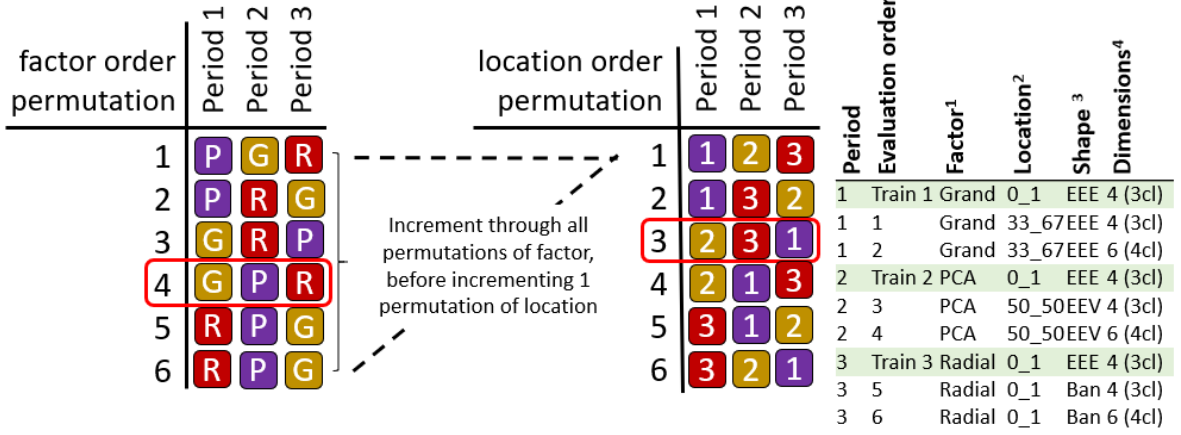 factor order
permutation
Period 1
Period 2
Period 3
1 P G R
2 P R G
3 G R P
4 G P R
5 R P G
6 R P G
Increment through all
permutations of factor,
before incrementing 1
permutation of location
location order
permutation
Period 1
Period 2
Period 3
1 1 2 3
2 1 3 2
3 2 3 1
4 2 1 3
5 3 1 2
6 3 2 1
Period
Evaluation order
Factor¹
Location²
Shape ³
Dimensions⁴
1 Train 1 Grand 0_1 EEE 4 (3cl)
1 1 Grand 33_67 EEE 4 (3cl)
1 2 Grand 33_67 EEE 6 (4cl)
2 Train 2 PCA 0_1 EEE 4 (3cl)
2 3 PCA 50_50 EEV 4 (3cl)
2 4 PCA 50_50 EEV 6 (4cl)
3 Train 3 Radial 0_1 EEE 4 (3cl)
3 5 Radial 0_1 Ban 4 (3cl)
3 6 Radial 0_1 Ban 6 (4cl)